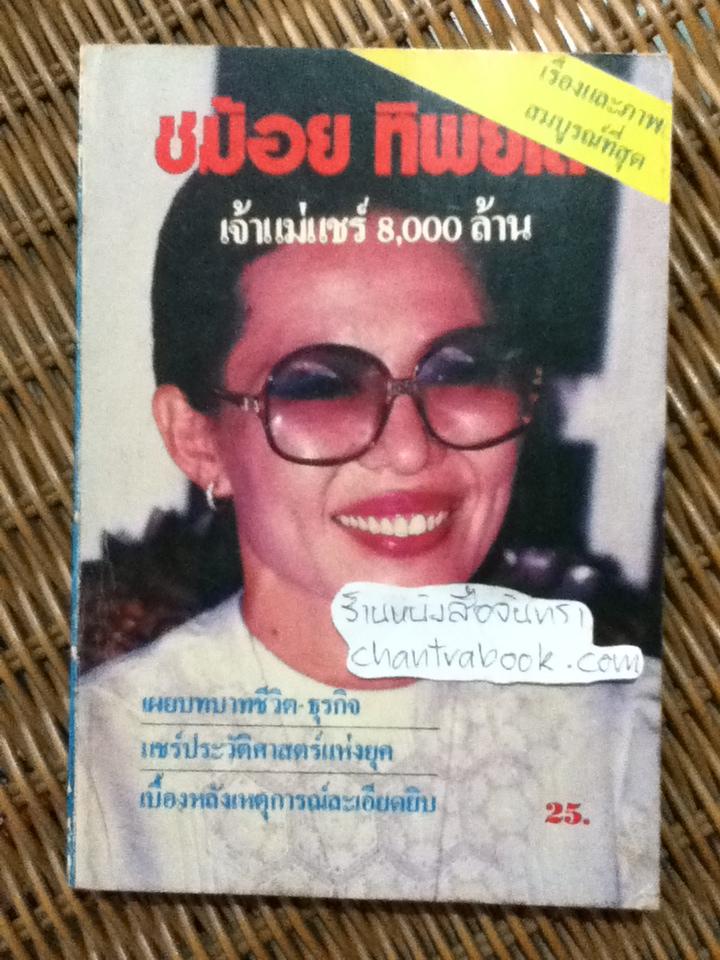 เรื่องและภาพ
สมบูรณ์ที่สุด
ชม้อย
เจ้าแม่แชร์ 8,000 ล้าน
ร้านหนังสือจันทรา
chantrabook.com
เผยบทบาทชีวิต-ธุรกิจ
แชร์ประวัติศาสตร์แห่งยุค
เบื้องหลังเหตุการณ์ละเอียดยิบ
25.